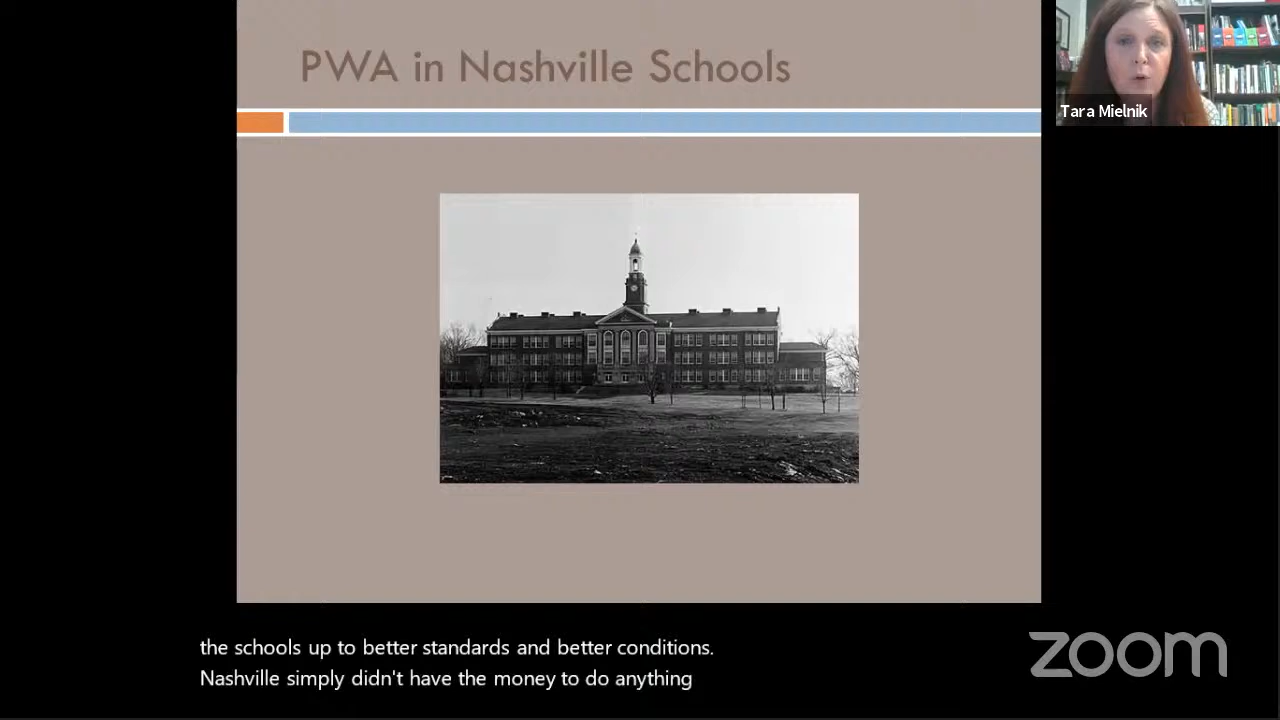 PWA in Nashville Schools
Tara Mielnik
the schools up to better standards and better conditions.
Nashville simply didn't have the money to do anything
zoom